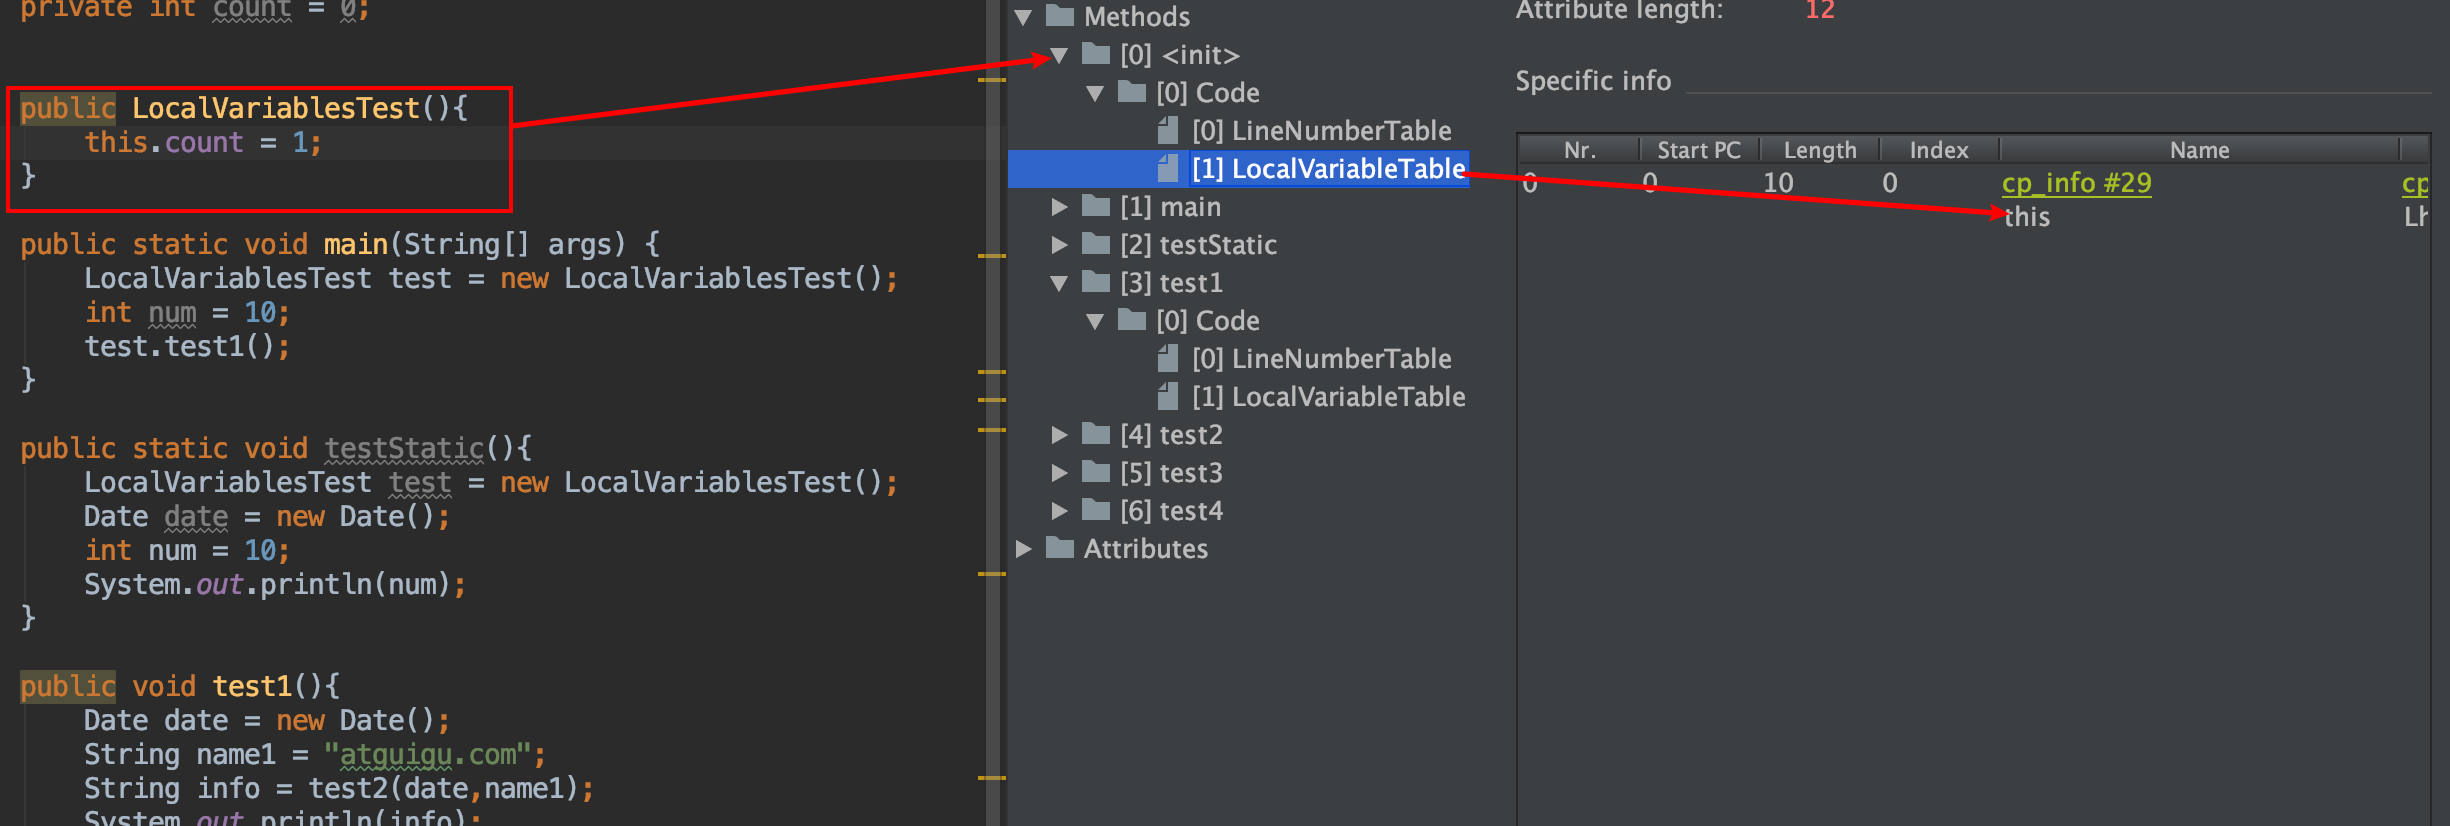 private int count = 0;
public LocalVariablesTest(){
this.count = 1;
}
public static void main(String[] args) {
LocalVariablesTest test = new LocalVariablesTest();
int num = 10;
test.test1();
}
public static void testStatic(){
LocalVariablesTest test = new LocalVariablesTest();
Date date = new Date();
int num = 10;
System.out.println(num);
}
public void test1(){
Date date = new Date();
String name1 = "atguigu.com";
String info = test2(date,name1);
System.out.println(info);
Methods
[0] <init>
[0] Code
[0] LineNumberTable
[1] LocalVariableTable
[1] main
[2] testStatic
[3] test1
[0] Code
[0] LineNumberTable
[1] LocalVariableTable
[4] test2
[5] test3
[6] test4
Attributes
Attribute length: 12
Specific info
Nr. Start PC Length Index Name
0 0 10 0 cp_info #29 cp
this Lh